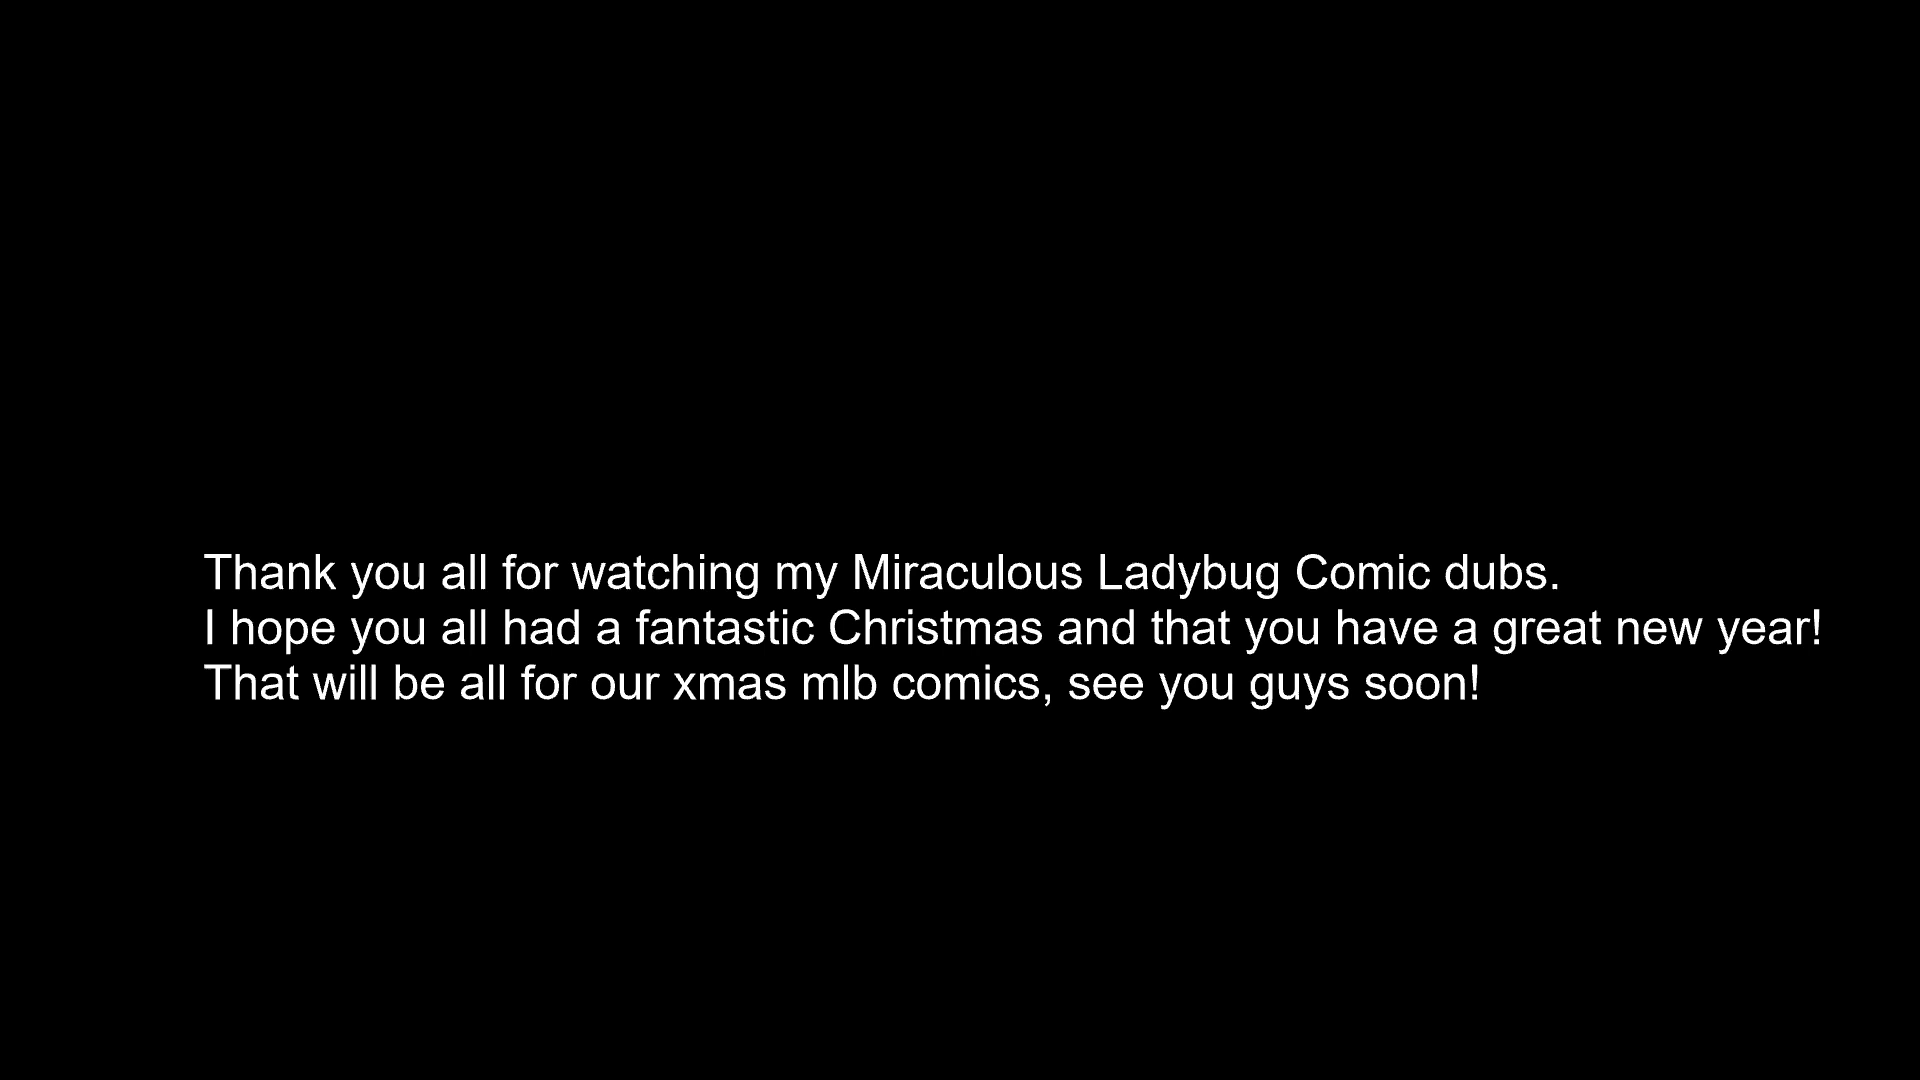 Thank you all for watching my Miraculous Ladybug Comic dubs.
I hope you all had a fantastic Christmas and that you have a great new year!
That will be all for our xmas mlb comics, see you guys soon!